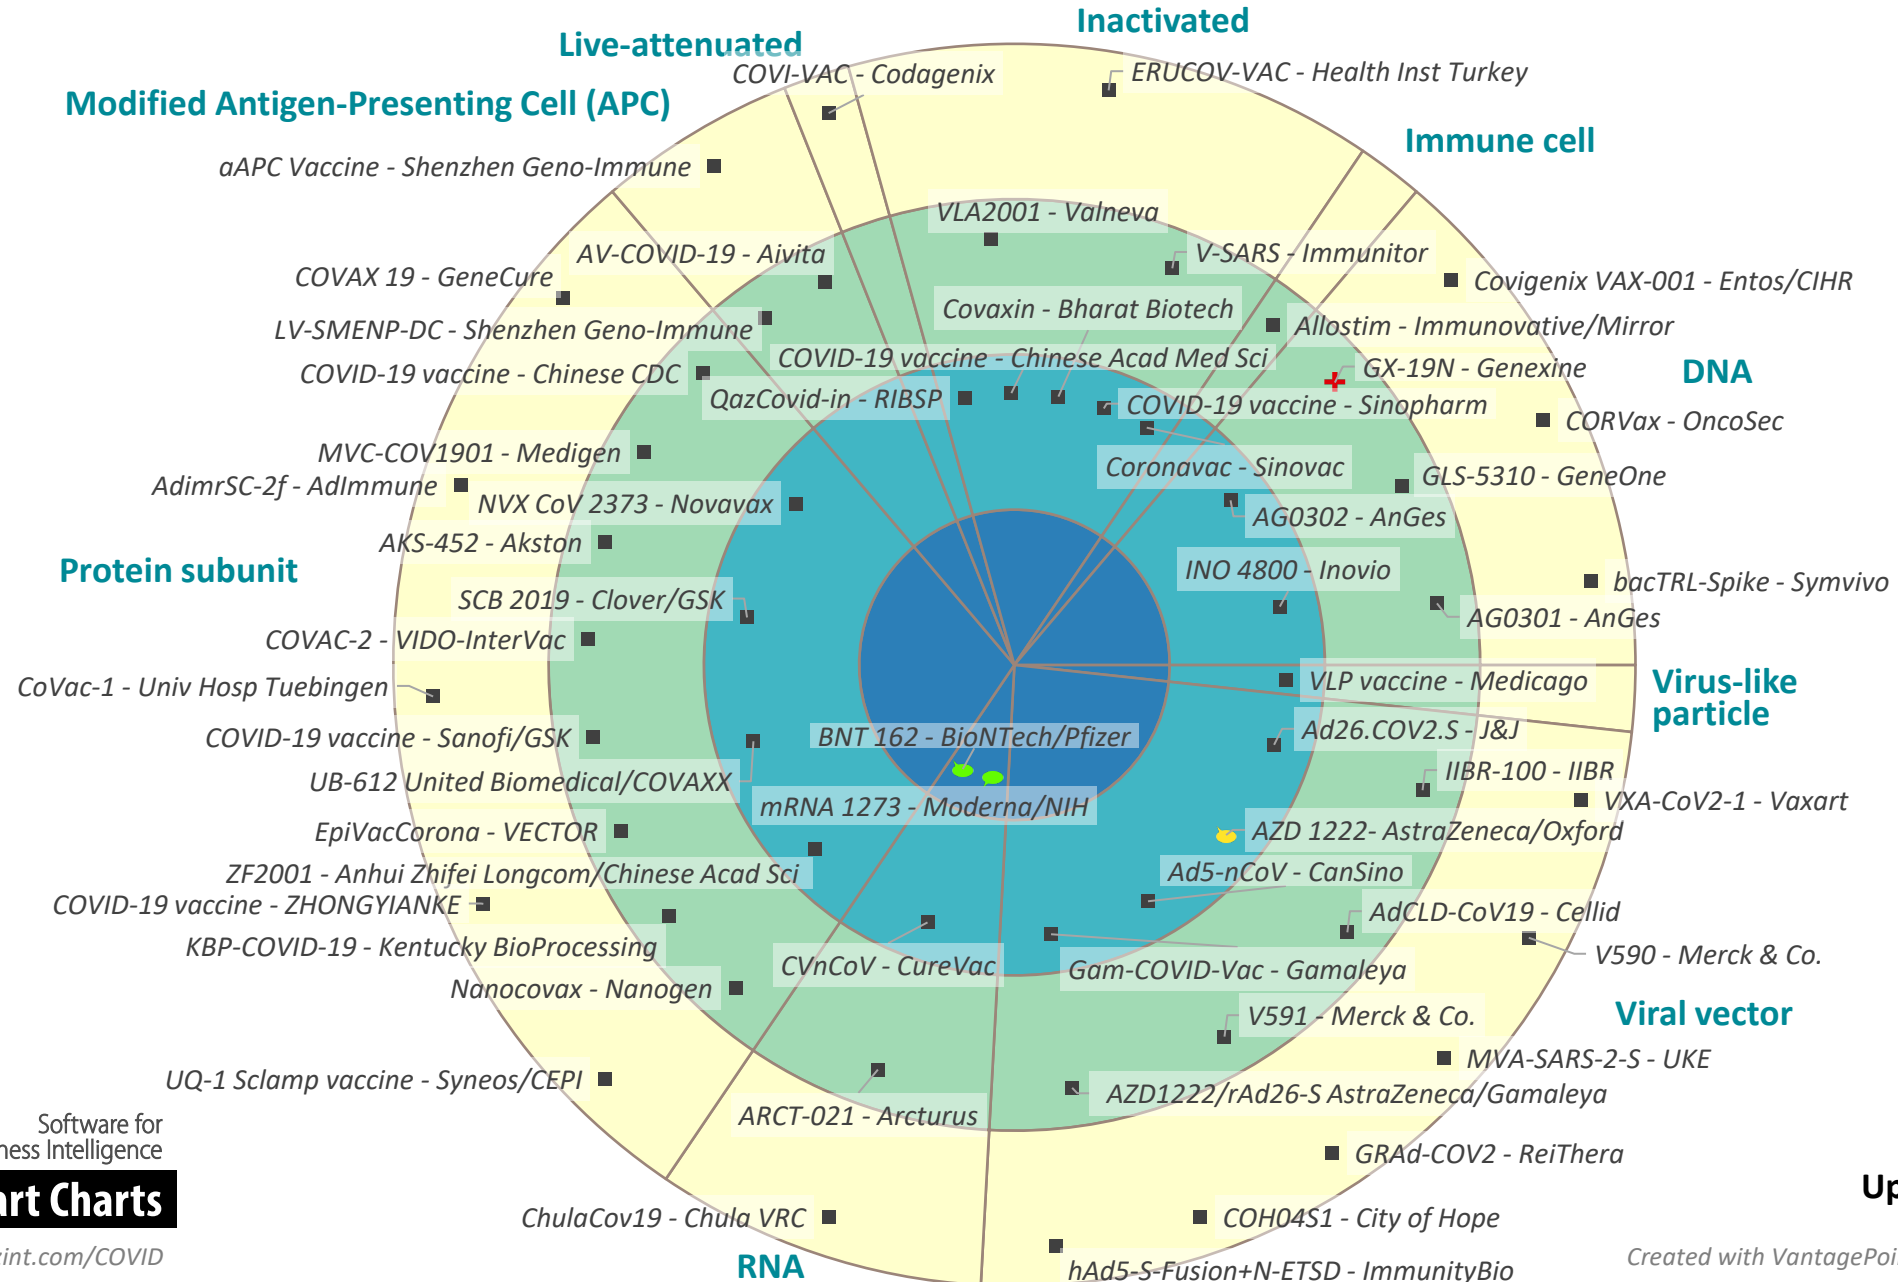 Inactivated
Live-attenuated
COVI-VAC - Codagenix
ERUCOV-VAC - Health Inst Turkey
Modified Antigen-Presenting Cell (APC)
Immune cell
aAPC Vaccine - Shenzhen Geno-Immune
VLA2001 - Valneva
AV-COVID-19 - Aivita
V-SARS - Immunitor
COVAX 19 - GeneCure
Covigenix VAX-001 - Entos/CIHR
Covaxin - Bharat Biotech
LV-SMENP-DC - Shenzhen Geno-Immune
Allostim - Immunovative/Mirror
COVID-19 vaccine - Chinese Acad Med Sci
COVID-19 vaccine - Chinese CDC
GX-19N - Genexine
DNA
QazCovid-in - RIBSP
COVID-19 vaccine - Sinopharm
CORVax - OncoSec
MVC-COV1901 - Medigen
Coronavac - Sinovac
GLS-5310 - GeneOne
AdimrSC-2f - AdImmune
NVX CoV 2373 - Novavax
AG0302 - AnGes
AKS-452 - Akston
Protein subunit
INO 4800 - Inovio
bacTRL-Spike - Symvivo
SCB 2019 - Clover/GSK
AG0301 - AnGes
COVAC-2 - VIDO-InterVac
CoVac-1 - Univ Hosp Tuebingen
VLP vaccine - Medicago
Virus-like
particle
COVID-19 vaccine - Sanofi/GSK
BNT 162 - BioNTech/Pfizer
Ad26.COV2.S - J&J
UB-612 United Biomedical/COVAXX
IIBR-100 - IIBR
mRNA 1273 - Moderna/NIH
VXA-CoV2-1 - Vaxart
EpiVacCorona - VECTOR
AZD 1222- AstraZeneca/Oxford
ZF2001 - Anhui Zhifei Longcom/Chinese Acad Sci
Ad5-nCoV - CanSino
COVID-19 vaccine - ZHONGYIANKE
AdCLD-CoV19 - Cellid
KBP-COVID-19 - Kentucky BioProcessing
V590 - Merck & Co.
CVnCoV - CureVac
Gam-COVID-Vac - Gamaleya
Nanocovax - Nanogen
V591 - Merck & Co.
Viral vector
MVA-SARS-2-S - UKE
UQ-1 Sclamp vaccine - Syneos/CEPI
AZD1222/rAd26-S AstraZeneca/Gamaleya
ARCT-021 - Arcturus
Software for
ness Intelligence
GRAd-COV2 - ReiThera
art Charts
Up
ChulaCov19 - Chula VRC
COH04S1 - City of Hope
int.com/COVID
RNA
hAd5-S-Fusion+N-ETSD - ImmunityBio
Created with VantagePoi